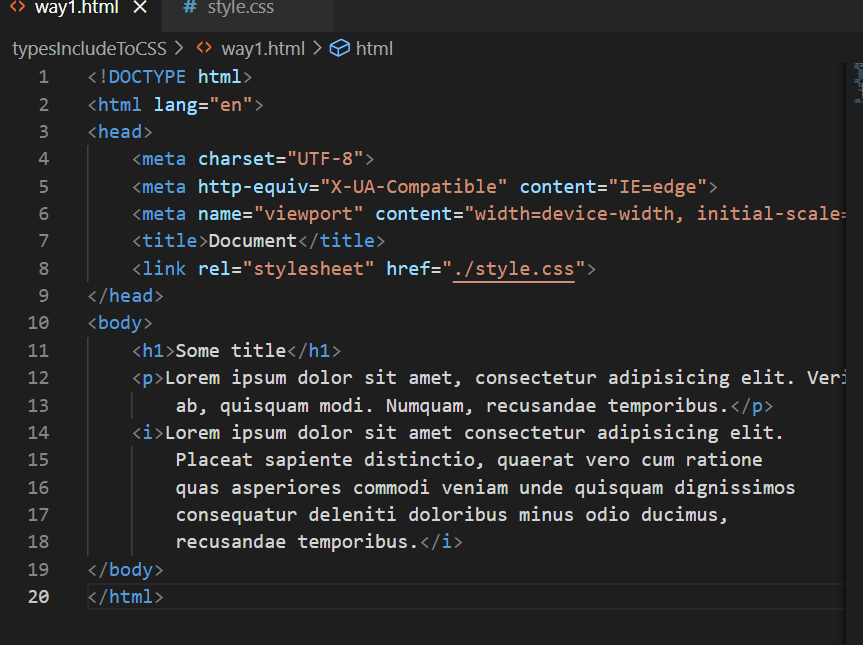 <> way1.html × # style.css
typesIncludeToCSS > <> way1.html > html
1 <!DOCTYPE html>
2 <html lang="en">
3 <head>
4 <meta charset="UTF-8">
5 <meta http-equiv="X-UA-Compatible" content="IE=edge">
6 <meta name="viewport" content="width=device-width, initial-scale=
7 <title>Document</title>
8 <link rel="stylesheet" href="./style.css">
9 </head>
10 <body>
11 <h1>Some title</h1>
12 <p>Lorem ipsum dolor sit amet, consectetur adipisicing elit. Veri
13 ab, quisquam modi. Numquam, recusandae temporibus.</p>
14 <i>Lorem ipsum dolor sit amet consectetur adipisicing elit.
15 Placeat sapiente distinctio, quaerat vero cum ratione
16 quas asperiores commodi veniam unde quisquam dignissimos
17 consequatur deleniti doloribus minus odio ducimus,
18 recusandae temporibus.</i>
19 </body>
20 </html>